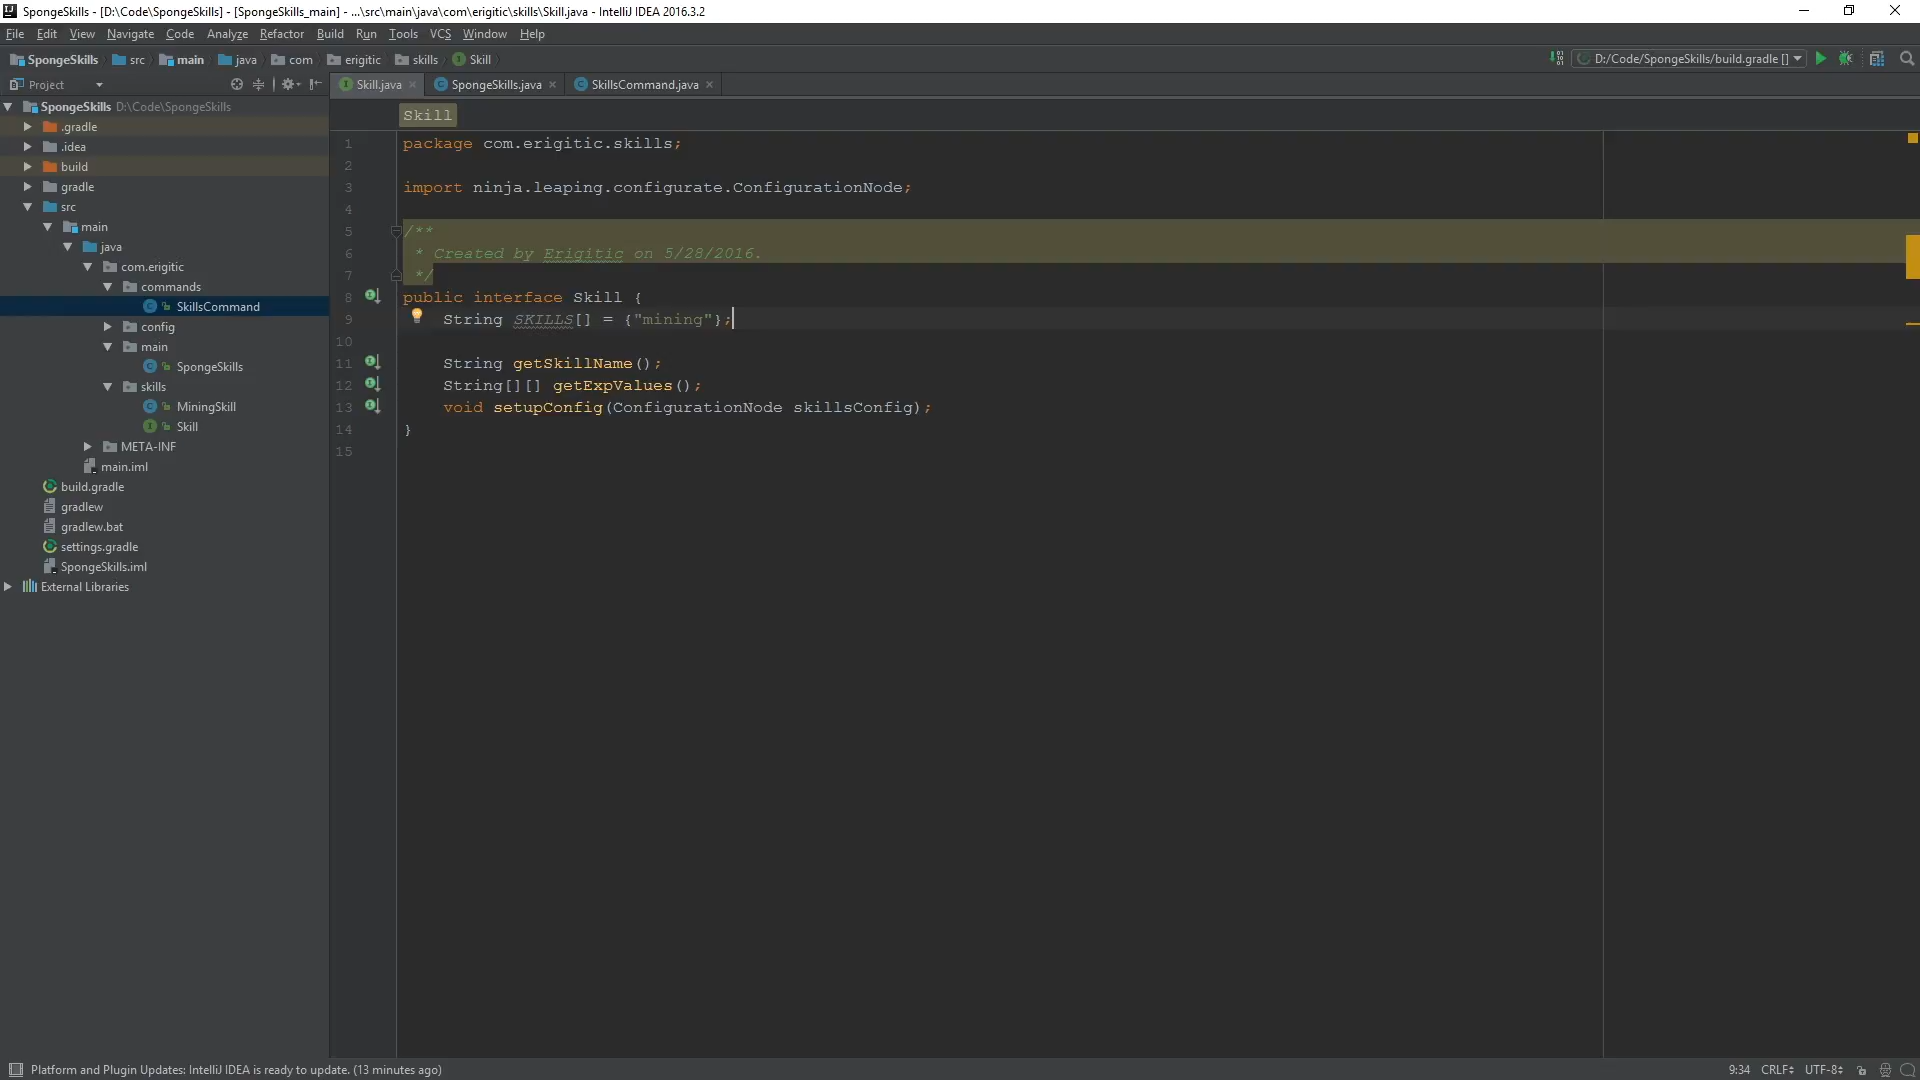 SpongeSkills - [D:\Code\SpongeSkills] - [SpongeSkills_main] - ...\src\main\java\com\erigitic\skills\Skill.java - IntelliJ IDEA 2016.3.2
File Edit View Navigate Code Analyze Refactor Build Run Tools VCS Window Help
SpongeSkills src main java com erigitic skills Skill D:/Code/SpongeSkills/build.gradle []
Project Skill.java SpongeSkills.java SkillsCommand.java
SpongeSkills D:\Code\SpongeSkills
.gradle
.idea
build
gradle
src
main
java
com.erigitic
commands
SkillsCommand
config
main
SpongeSkills
skills
MiningSkill
Skill
META-INF
main.iml
build.gradle
gradlew
gradlew.bat
settings.gradle
SpongeSkills.iml
External Libraries
Skill
1 package com.erigitic.skills;
2
3 import ninja.leaping.configurate.ConfigurationNode;
4
5 /**
6 * Created by Erigitic on 5/28/2016.
7 */
8 public interface Skill {
9 String SKILLS[] = {"mining"};
10
11 String getSkillName();
12 String[][] getExpValues();
13 void setupConfig(ConfigurationNode skillsConfig);
14 }
15
Platform and Plugin Updates: IntelliJ IDEA is ready to update. (13 minutes ago) 9:34 CRLF UTF-8